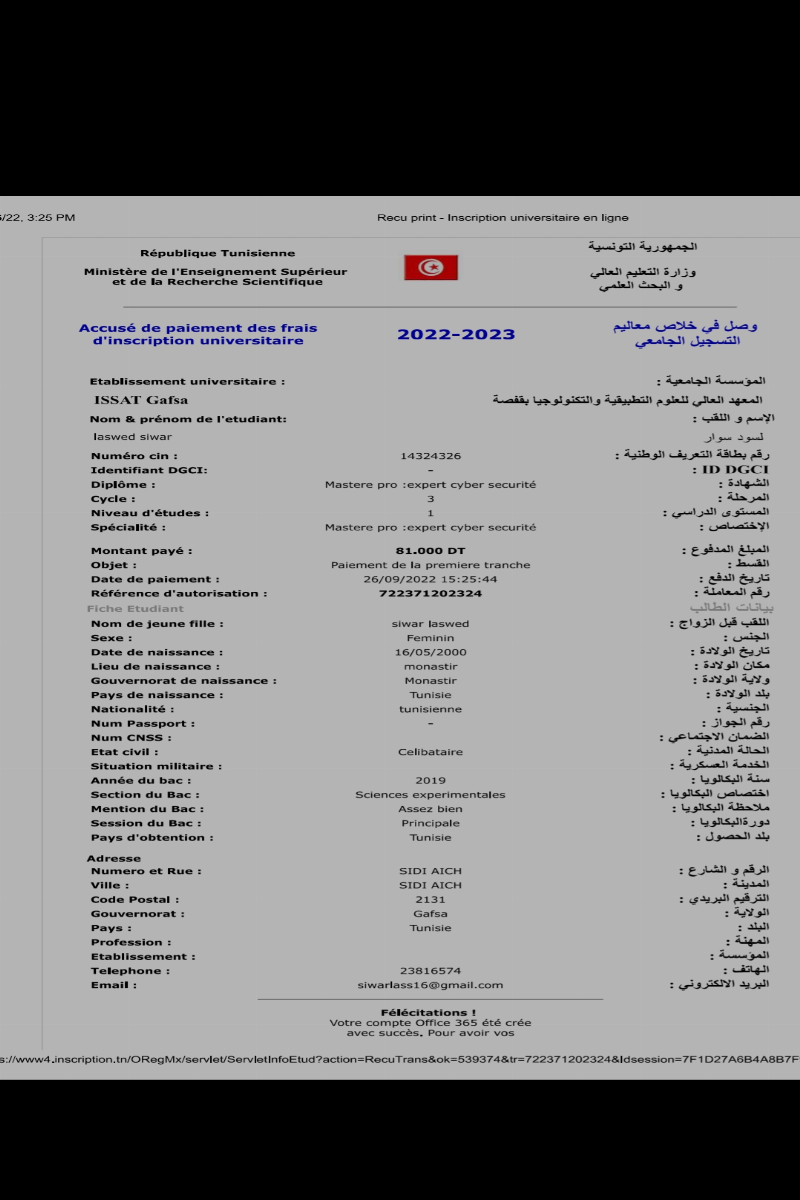 6/22, 3:25 PM Recu print - Inscription universitaire en ligne
République Tunisienne الجمهورية التونسية
Ministère de l'Enseignement Supérieur وزارة التعليم العالي
et de la Recherche Scientifique و البحث العلمي
Accusé de paiement des frais 2022-2023 وصل في خلاص معاليم
d'inscription universitaire التسجيل الجامعي
Etablissement universitaire : المؤسسة الجامعية :
ISSAT Gafsa المعهد العالي للعلوم التطبيقية والتكنولوجيا بقفصة
Nom & prénom de l'etudiant: الإسم و اللقب :
laswed siwar لسود سوار
Numéro cin : 14324326 رقم بطاقة التعريف الوطنية :
Identifiant DGCI: - ID DGCI :
Diplôme : Mastere pro :expert cyber securité الشهادة :
Cycle : 3 المرحلة :
Niveau d'études : 1 المستوى الدراسي :
Spécialité : Mastere pro :expert cyber securité الإختصاص :
Montant payé : 81.000 DT المبلغ المدفوع :
Objet : Paiement de la premiere tranche القسط :
Date de paiement : 26/09/2022 15:25:44 تاريخ الدفع :
Référence d'autorisation : 722371202324 رقم المعاملة :
Fiche Etudiant بيانات الطالب
Nom de jeune fille : siwar laswed اللقب قبل الزواج :
Sexe : Feminin الجنس :
Date de naissance : 16/05/2000 تاريخ الولادة :
Lieu de naissance : monastir مكان الولادة :
Gouvernorat de naissance : Monastir ولاية الولادة :
Pays de naissance : Tunisie بلد الولادة :
Nationalité : tunisienne الجنسية :
Num Passport : - رقم الجواز :
Num CNSS : الضمان الاجتماعي :
Etat civil : Celibataire الحالة المدنية :
Situation militaire : الخدمة العسكرية :
Année du bac : 2019 سنة البكالويا :
Section du Bac : Sciences experimentales اختصاص البكالويا :
Mention du Bac : Assez bien ملاحظة البكالويا :
Session du Bac : Principale دورةالبكالويا :
Pays d'obtention : Tunisie بلد الحصول :
Adresse
Numero et Rue : SIDI AICH الرقم و الشارع :
Ville : SIDI AICH المدينة :
Code Postal : 2131 الترقيم البريدي :
Gouvernorat : Gafsa الولاية :
Pays : Tunisie البلد :
Profession : المهنة :
Etablissement : المؤسسة :
Telephone : 23816574 الهاتف :
Email : siwarlass16@gmail.com البريد الالكتروني :
Félécitations !
Votre compte Office 365 été crée
avec succès. Pour avoir vos
s://www4.inscription.tn/ORegMx/servlet/ServletInfoEtud?action=RecuTrans&ok=539374&tr=722371202324&Idsession=7F1D27A6B4A8B7F